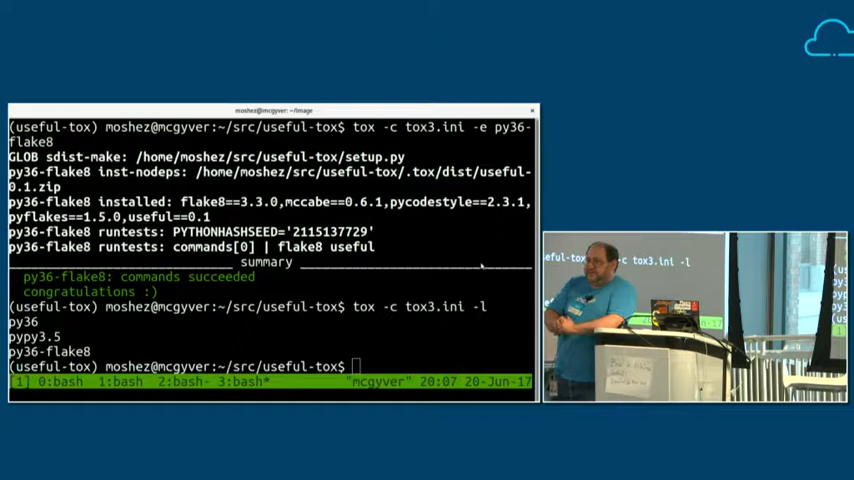 moshez@mcgyver: ~/image
(useful-tox) moshez@mcgyver:~/src/useful-tox$ tox -c tox3.ini -e py36-
flake8
GLOB sdist-make: /home/moshez/src/useful-tox/setup.py
py36-flake8 inst-nodeps: /home/moshez/src/useful-tox/.tox/dist/useful-
0.1.zip
py36-flake8 installed: flake8==3.3.0,mccabe==0.6.1,pycodestyle==2.3.1,
pyflakes==1.5.0,useful==0.1
py36-flake8 runtests: PYTHONHASHSEED='2115137729'
py36-flake8 runtests: commands[0] | flake8 useful
summary
py36-flake8: commands succeeded
congratulations :)
(useful-tox) moshez@mcgyver:~/src/useful-tox$ tox -c tox3.ini -l
py36
pypy3.5
py36-flake8
(useful-tox) moshez@mcgyver:~/src/useful-tox$
[1] 0:bash 1:bash 2:bash- 3:bash* "mcgyver" 20:07 20-Jun-17
eful-tox
-c tox3.ini -l